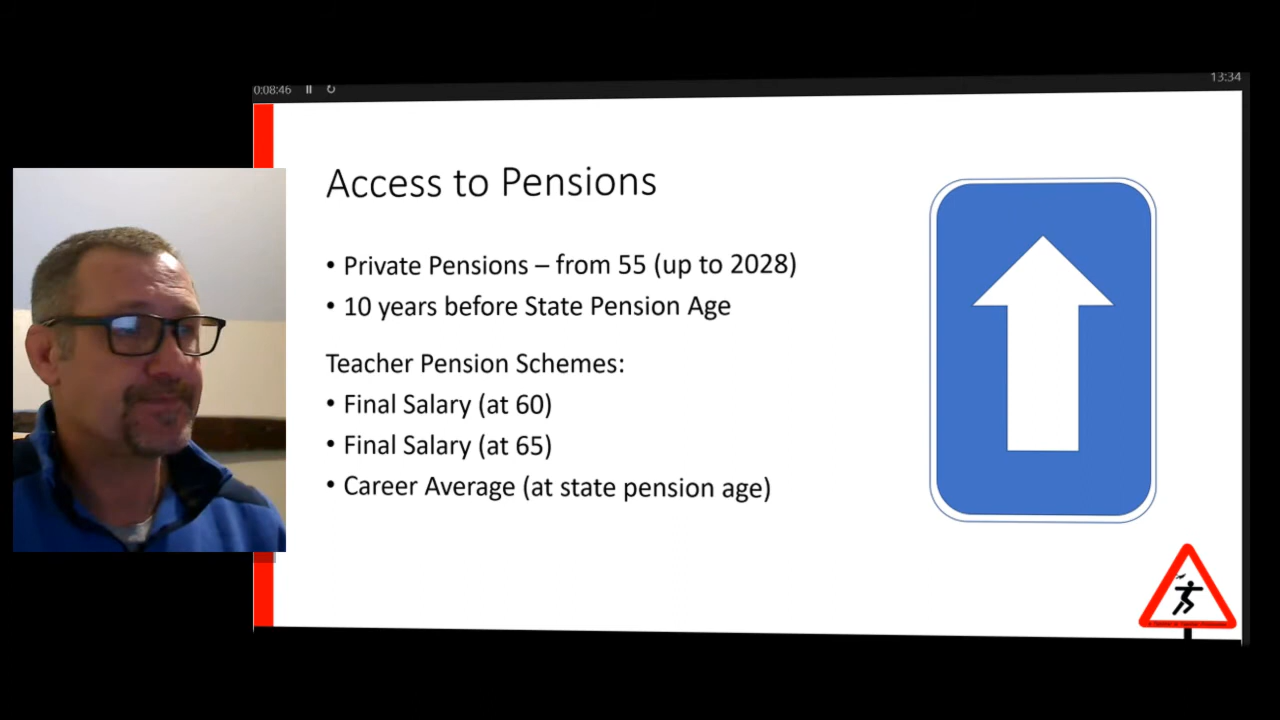 0:08:46
13:34
Access to Pensions
• Private Pensions – from 55 (up to 2028)
• 10 years before State Pension Age
Teacher Pension Schemes:
• Final Salary (at 60)
• Final Salary (at 65)
• Career Average (at state pension age)